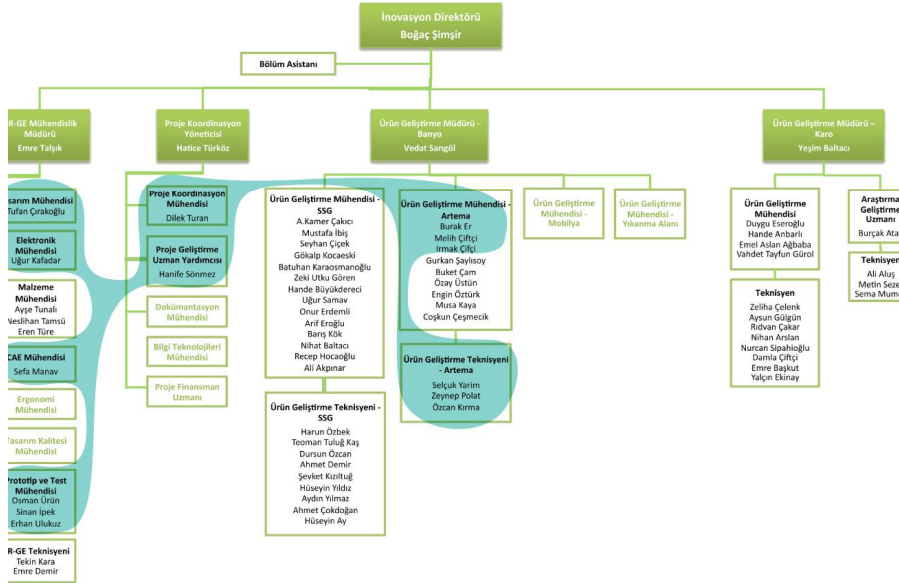 İnovasyon Direktörü
Boğaç Şimşir
Bölüm Asistanı
R-GE Mühendislik
Müdürü
Emre Talşık
Proje Koordinasyon
Yöneticisi
Hatice Türköz
Ürün Geliştirme Müdürü -
Banyo
Vedat Sarıgöl
Ürün Geliştirme Müdürü –
Karo
Yeşim Baltacı
asarım Mühendisi
Tufan Çırakoğlu
Elektronik
Mühendisi
Uğur Kafadar
Malzeme
Mühendisi
Ayşe Tunalı
Neslihan Tamsü
Eren Türe
CAE Mühendisi
Sefa Manav
Ergonomi
Mühendisi
Tasarım Kalitesi
Mühendisi
Prototip ve Test
Mühendisi
Osman Ürün
Sinan İpek
Erhan Ulukuz
R-GE Teknisyeni
Tekin Kara
Emre Demir
Proje Koordinasyon
Mühendisi
Dilek Turan
Proje Geliştirme
Uzman Yardımcısı
Hanife Sönmez
Dokümantasyon
Mühendisi
Bilgi Teknolojileri
Mühendisi
Proje Finansman
Uzmanı
Ürün Geliştirme Mühendisi -
SSG
A.Kamer Çakıcı
Mustafa İbiş
Seyhan Çiçek
Gökalp Kocaeski
Batuhan Karaosmanoğlu
Zeki Utku Gören
Hande Büyükdereci
Uğur Samav
Onur Erdemli
Arif Eroğlu
Barış Kök
Nihat Baltacı
Recep Hocaoğlu
Ali Akpınar
Ürün Geliştirme Teknisyeni -
SSG
Harun Özbek
Teoman Tuluğ Kaş
Dursun Özcan
Ahmet Demir
Şevket Kızıltuğ
Hüseyin Yıldız
Aydın Yılmaz
Ahmet Çokdoğan
Hüseyin Ay
Ürün Geliştirme Mühendisi -
Artema
Burak Er
Melih Çiftçi
Irmak Çifçi
Gurkan Şaylısoy
Buket Çam
Özay Üstün
Engin Öztürk
Musa Kaya
Coşkun Çeşmecik
Ürün Geliştirme Teknisyeni
- Artema
Selçuk Yarim
Zeynep Polat
Özcan Kırma
Ürün Geliştirme
Mühendisi -
Mobilya
Ürün Geliştirme
Mühendisi -
Yıkanma Alanı
Ürün Geliştirme
Mühendisi
Duygu Eseroğlu
Hande Anbarlı
Emel Aslan Ağbaba
Vahdet Tayfun Gürol
Teknisyen
Zeliha Çelenk
Aysun Gülgün
Rıdvan Çakar
Nihan Arslan
Nurcan Sipahioğlu
Damla Çiftçi
Emre Başkut
Yalçın Ekinay
Araştırma
Geliştirme
Uzmanı
Burçak Ata
Teknisyen
Ali Aluş
Metin Seze
Sema Mum